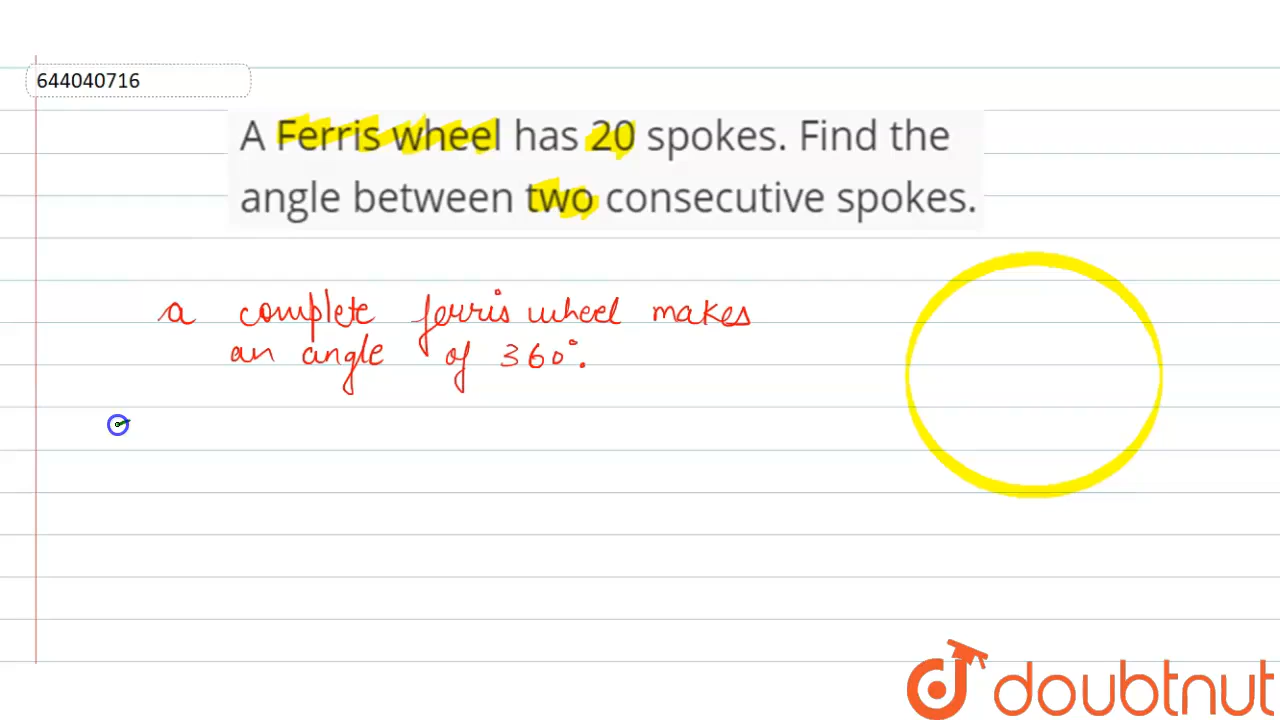 644040716
A Ferris wheel has 20 spokes. Find the
angle between two consecutive spokes.
a complete ferris wheel makes
an angle of 360°.
doubtnut